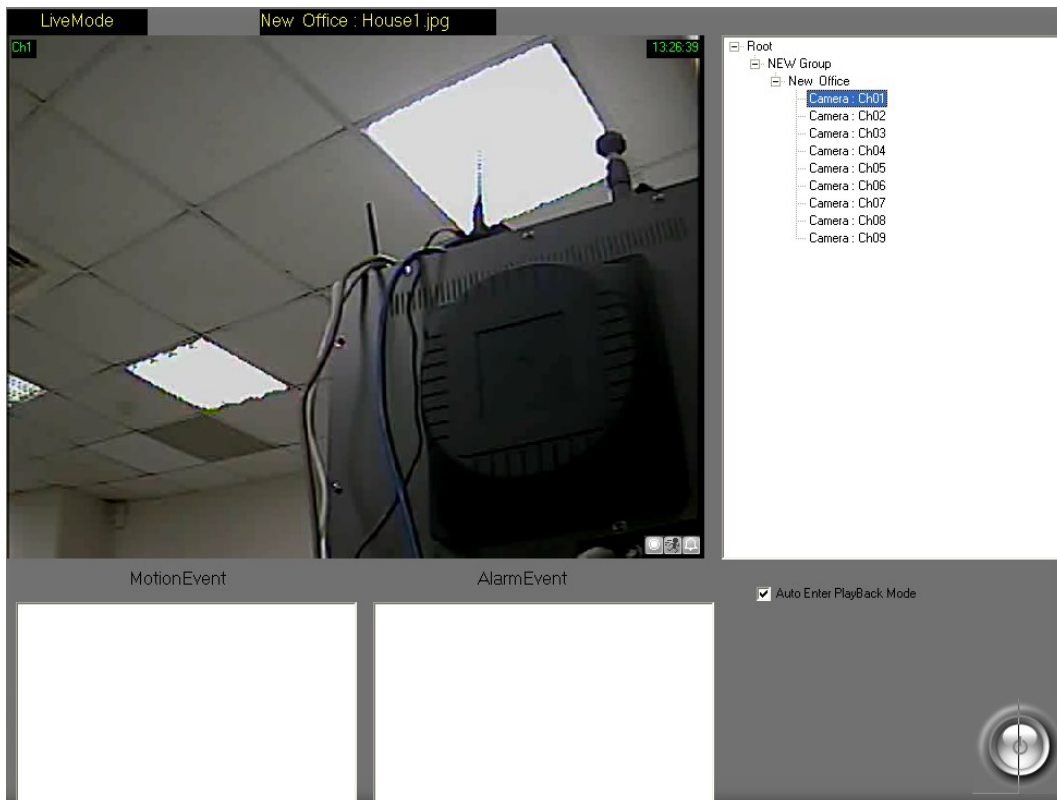 LiveMode
New Office : House1.jpg
Ch1
13:26:39
Root
NEW Group
New Office
Camera : Ch01
Camera : Ch02
Camera : Ch03
Camera : Ch04
Camera : Ch05
Camera : Ch06
Camera : Ch07
Camera : Ch08
Camera : Ch09
MotionEvent
AlarmEvent
Auto Enter PlayBack Mode